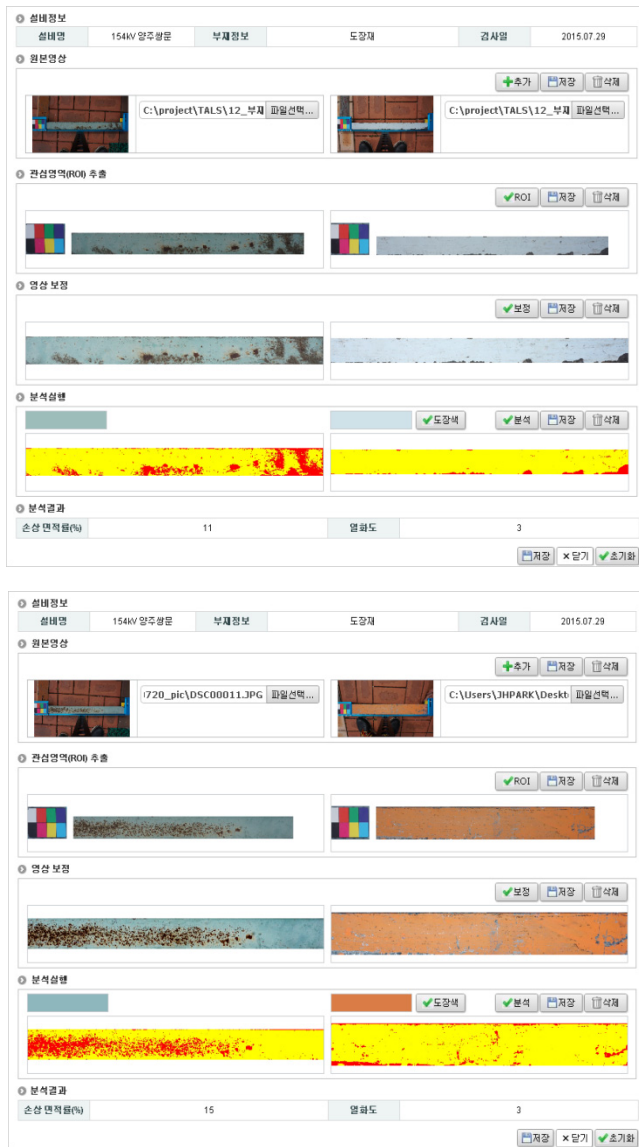 설비정보
설비명 154kV 양주쌍문 부재정보 도장재 검사일 2015.07.29
원본영상
추가 저장 삭제
C:\project\TALS\12_부재 파일선택... C:\project\TALS\12_부재 파일선택...
관심영역(ROI) 추출
ROI 저장 삭제
영상 보정
보정 저장 삭제
분석실행
도장색 분석 저장 삭제
분석결과
손상 면적률(%) 11 열화도 3
저장 닫기 초기화
설비정보
설비명 154kV 양주쌍문 부재정보 도장재 검사일 2015.07.29
원본영상
추가 저장 삭제
720_pic\DSC00011.JPG 파일선택... C:\Users\JHPARK\Deskt 파일선택...
관심영역(ROI) 추출
ROI 저장 삭제
영상 보정
보정 저장 삭제
분석실행
도장색 분석 저장 삭제
분석결과
손상 면적률(%) 15 열화도 3
저장 닫기 초기화